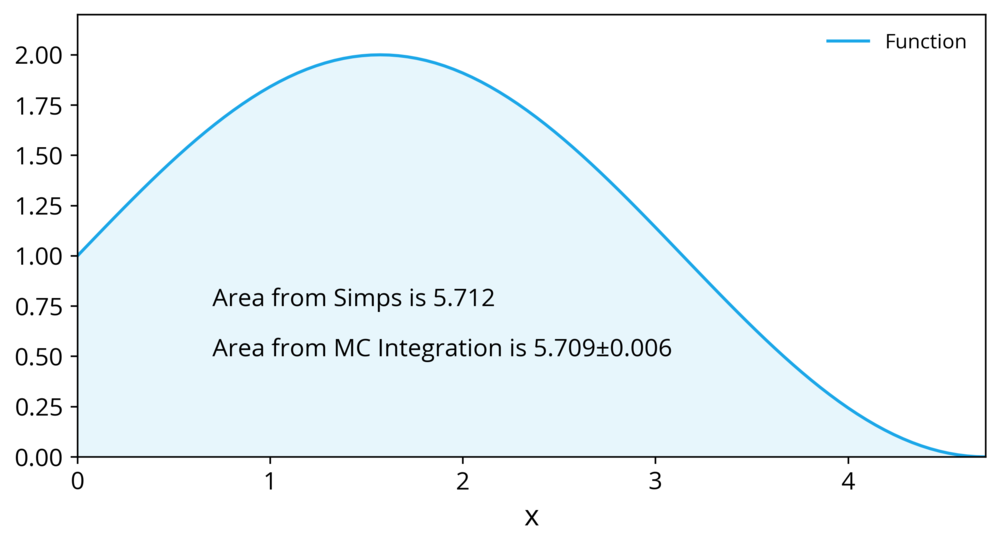 Function
2.00
1.75
1.50
1.25
1.00
0.75
0.50
0.25
0.00
Area from Simps is 5.712
Area from MC Integration is 5.709±0.006
0 1 2 3 4
x